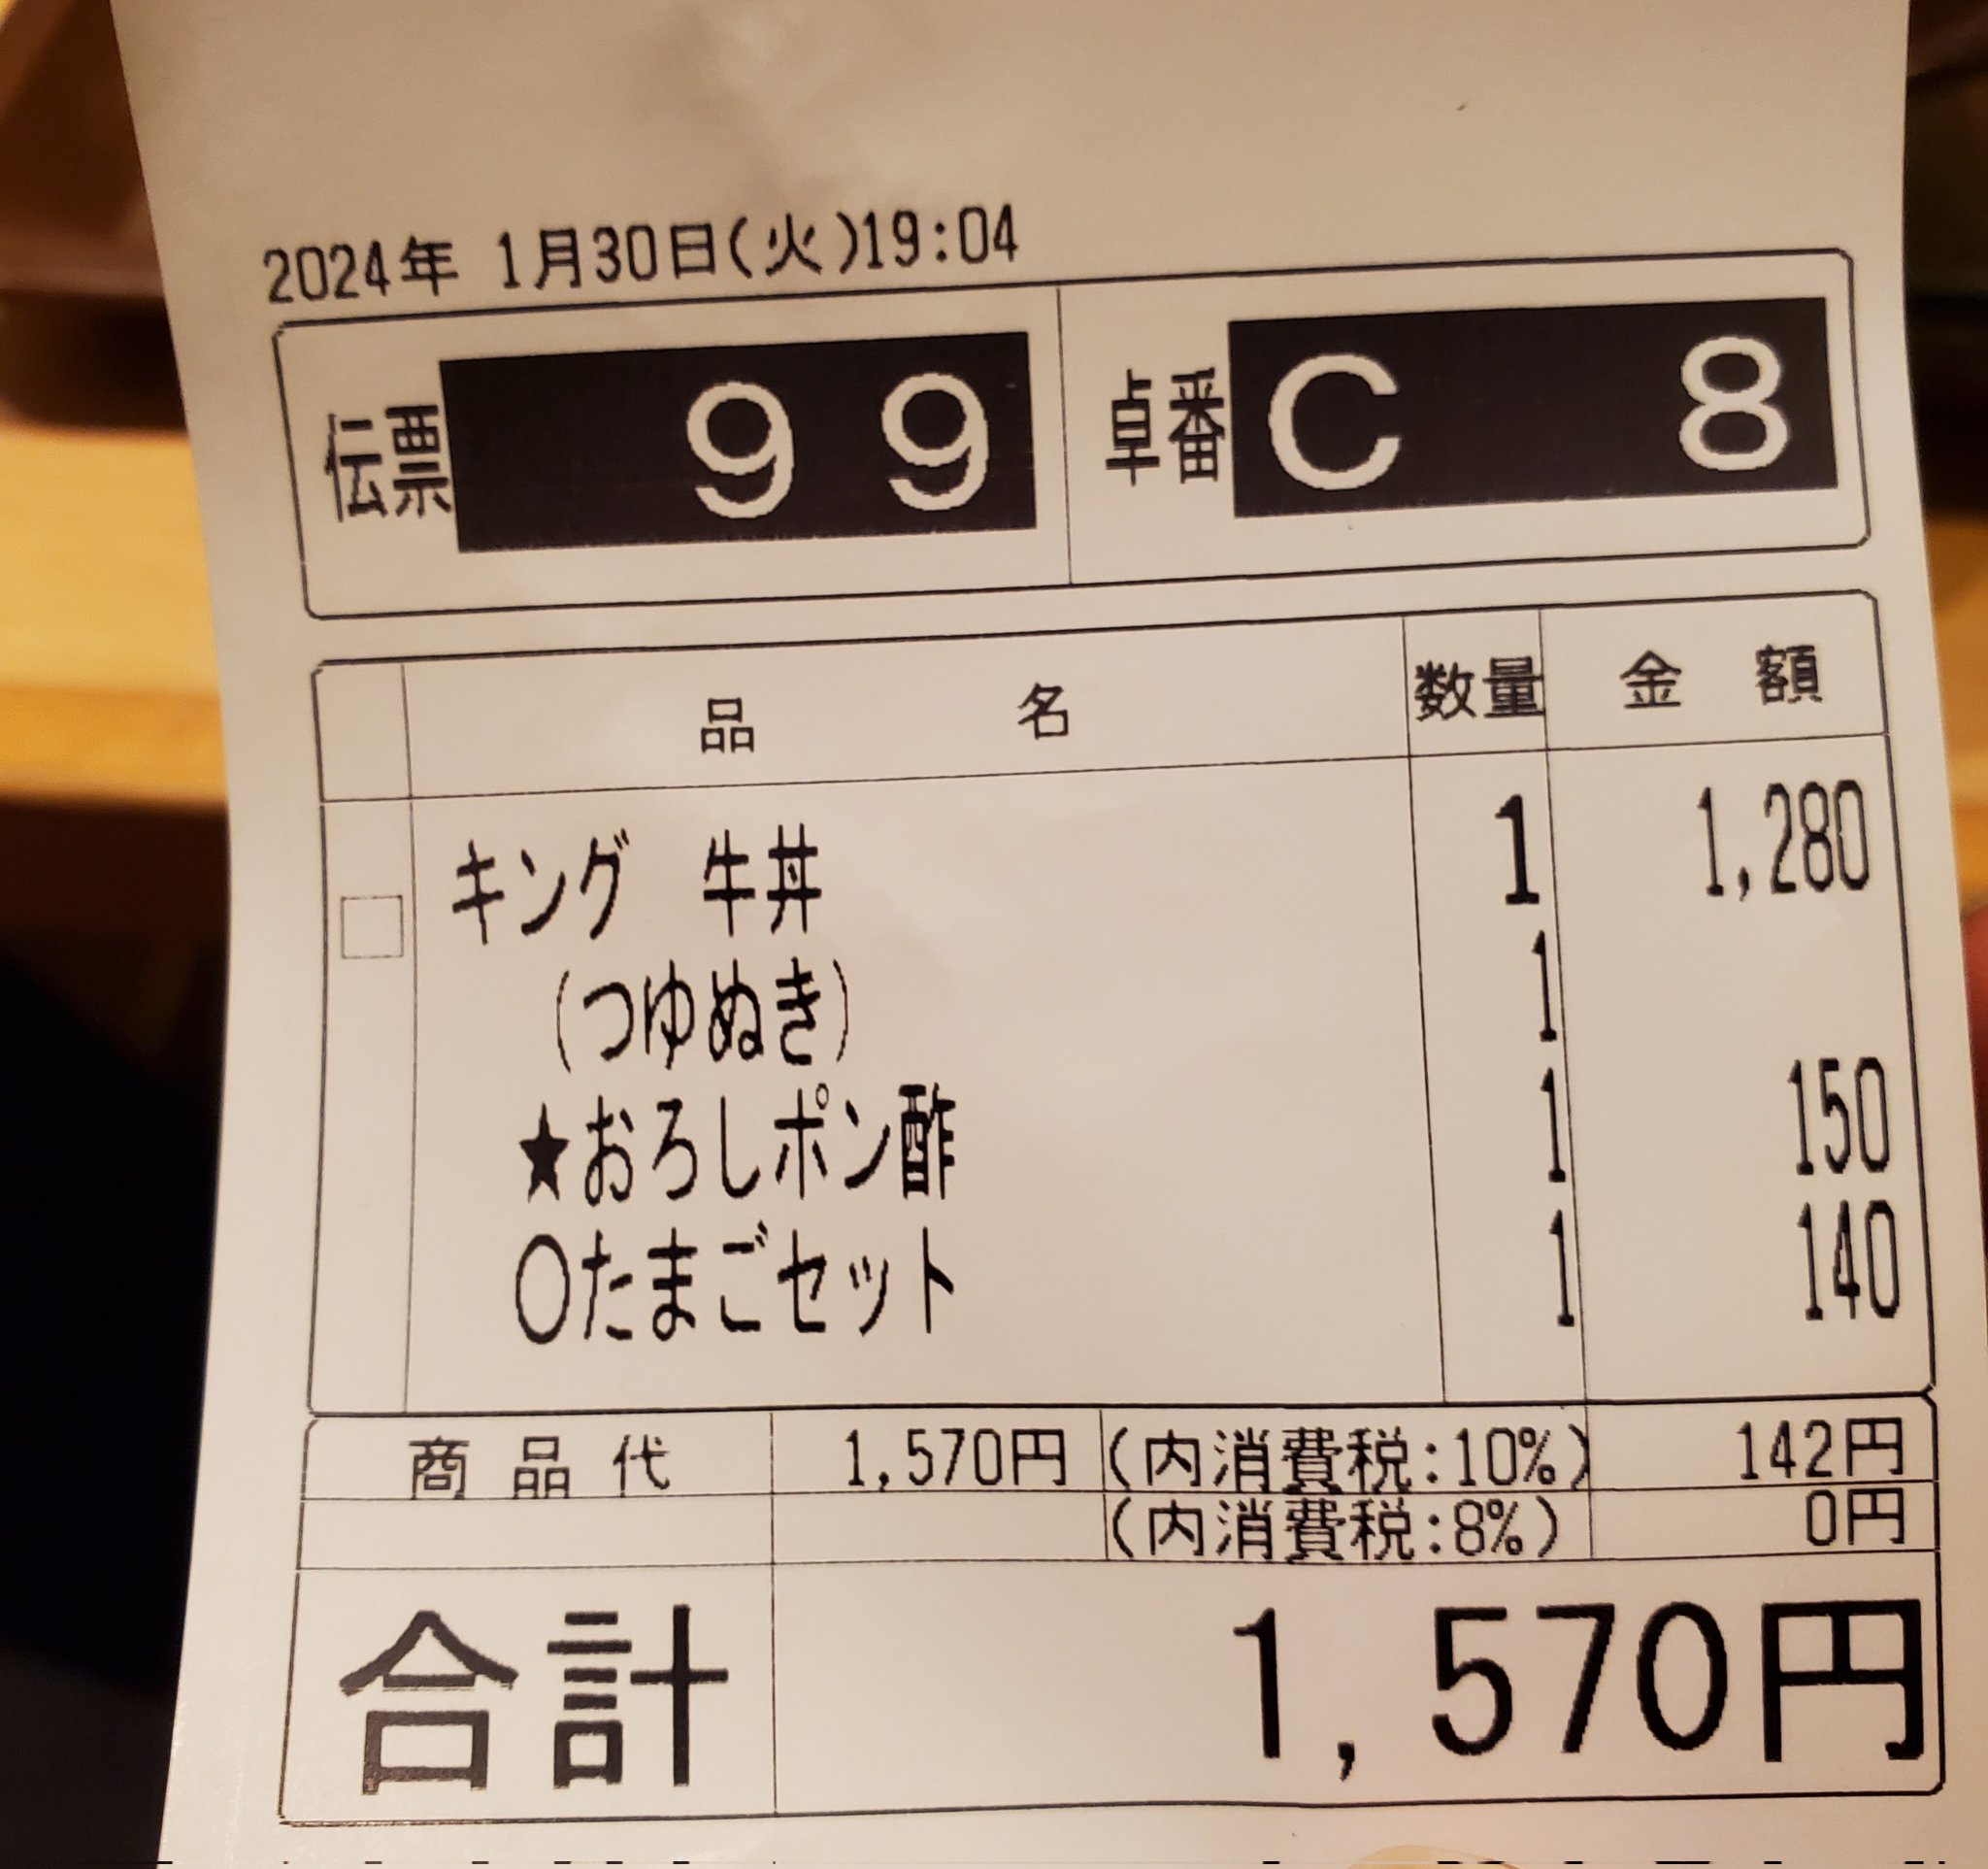 2024年 1月30日(火)19:04
伝票 99 卓番 C 8
品 名 数量 金 額
キング 牛丼 1 1,280
(つゆぬき) 1
★おろしポン酢 1 150
○たまごセット 1 140
商 品 代 1,570円 (内消費税:10%) 142円
(内消費税:8%) 0円
合計 1,570円